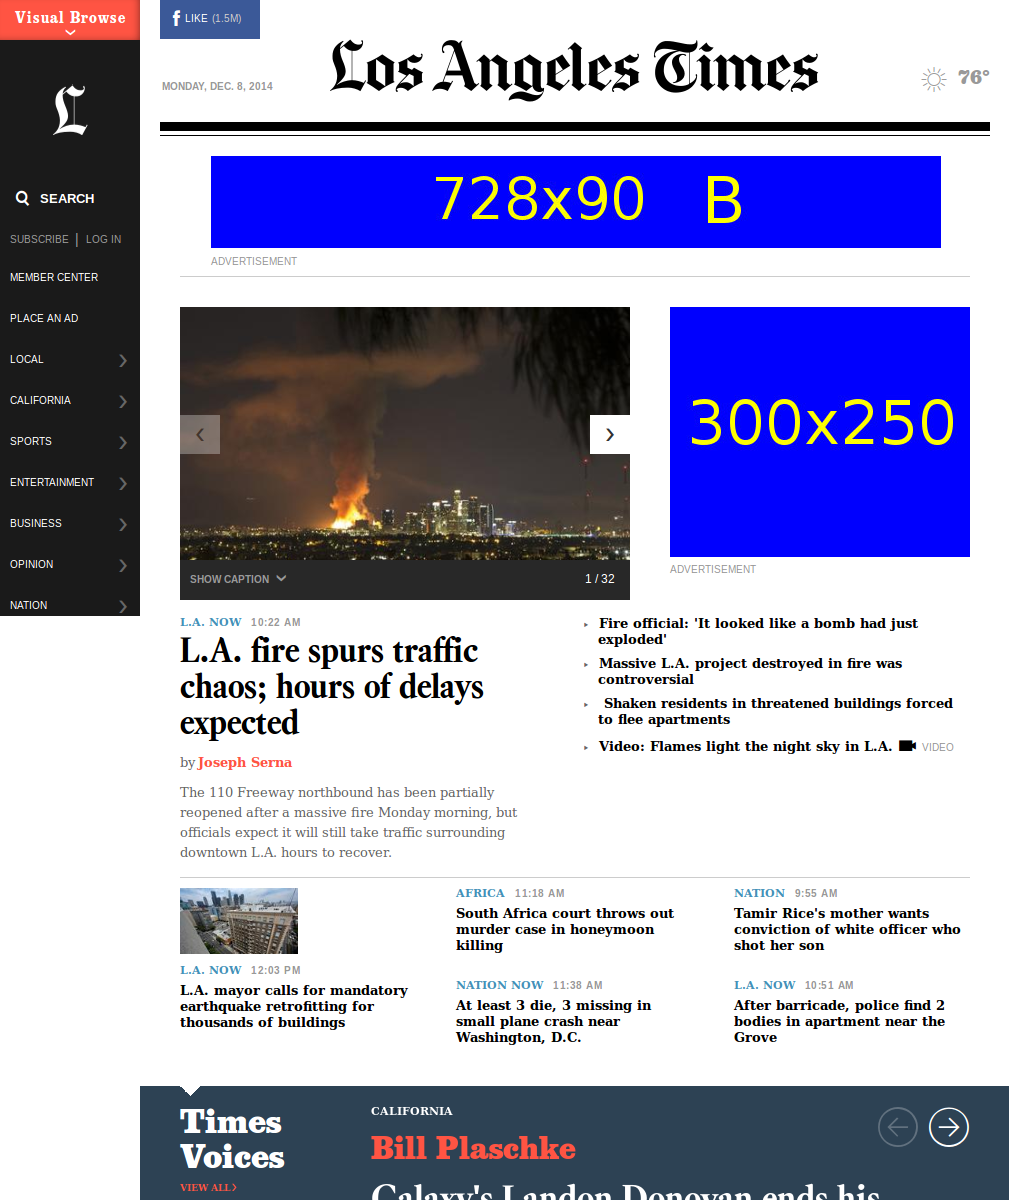 Visual Browse
L
SEARCH
SUBSCRIBE | LOG IN
MEMBER CENTER
PLACE AN AD
LOCAL
CALIFORNIA
SPORTS
ENTERTAINMENT
BUSINESS
OPINION
NATION
f LIKE (1.5M)
MONDAY, DEC. 8, 2014
Los Angeles Times
76°
728x90 B
ADVERTISEMENT
300x250
ADVERTISEMENT
SHOW CAPTION
1 / 32
L.A. NOW 10:22 AM
L.A. fire spurs traffic
chaos; hours of delays
expected
by Joseph Serna
The 110 Freeway northbound has been partially
reopened after a massive fire Monday morning, but
officials expect it will still take traffic surrounding
downtown L.A. hours to recover.
Fire official: 'It looked like a bomb had just
exploded'
Massive L.A. project destroyed in fire was
controversial
Shaken residents in threatened buildings forced
to flee apartments
Video: Flames light the night sky in L.A. VIDEO
L.A. NOW 12:03 PM
L.A. mayor calls for mandatory
earthquake retrofitting for
thousands of buildings
AFRICA 11:18 AM
South Africa court throws out
murder case in honeymoon
killing
NATION NOW 11:38 AM
At least 3 die, 3 missing in
small plane crash near
Washington, D.C.
NATION 9:55 AM
Tamir Rice's mother wants
conviction of white officer who
shot her son
L.A. NOW 10:51 AM
After barricade, police find 2
bodies in apartment near the
Grove
Times
Voices
VIEW ALL
CALIFORNIA
Bill Plaschke
Galaxy's Landon Donovan ends his